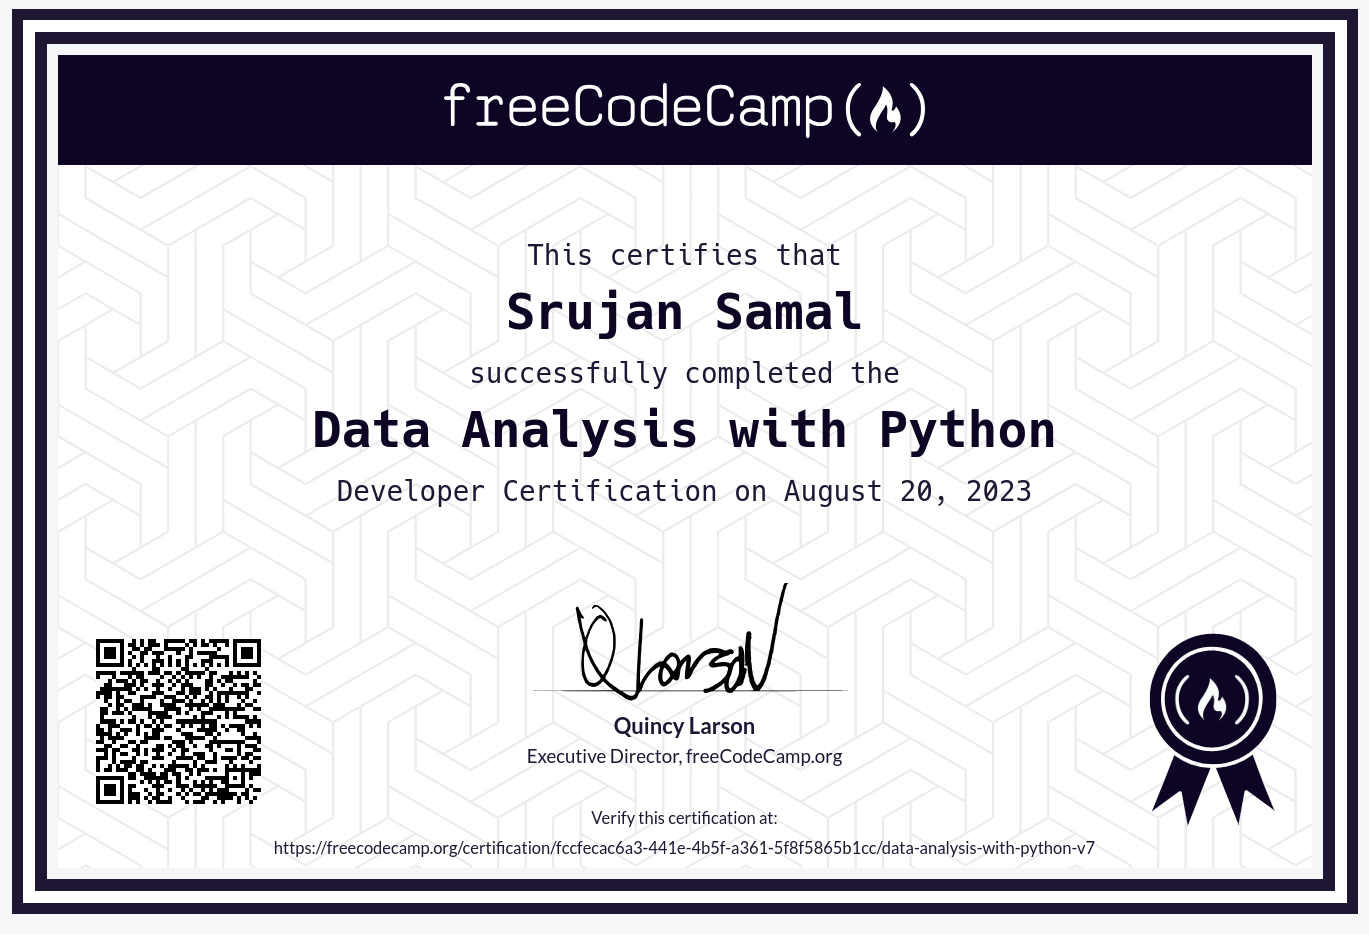 freeCodeCamp
This certifies that
Srujan Samal
successfully completed the
Data Analysis with Python
Developer Certification on August 20, 2023
Quincy Larson
Executive Director, freeCodeCamp.org
Verify this certification at:
https://freecodecamp.org/certification/fccfecac6a3-441e-4b5f-a361-5f8f5865b1cc/data-analysis-with-python-v7